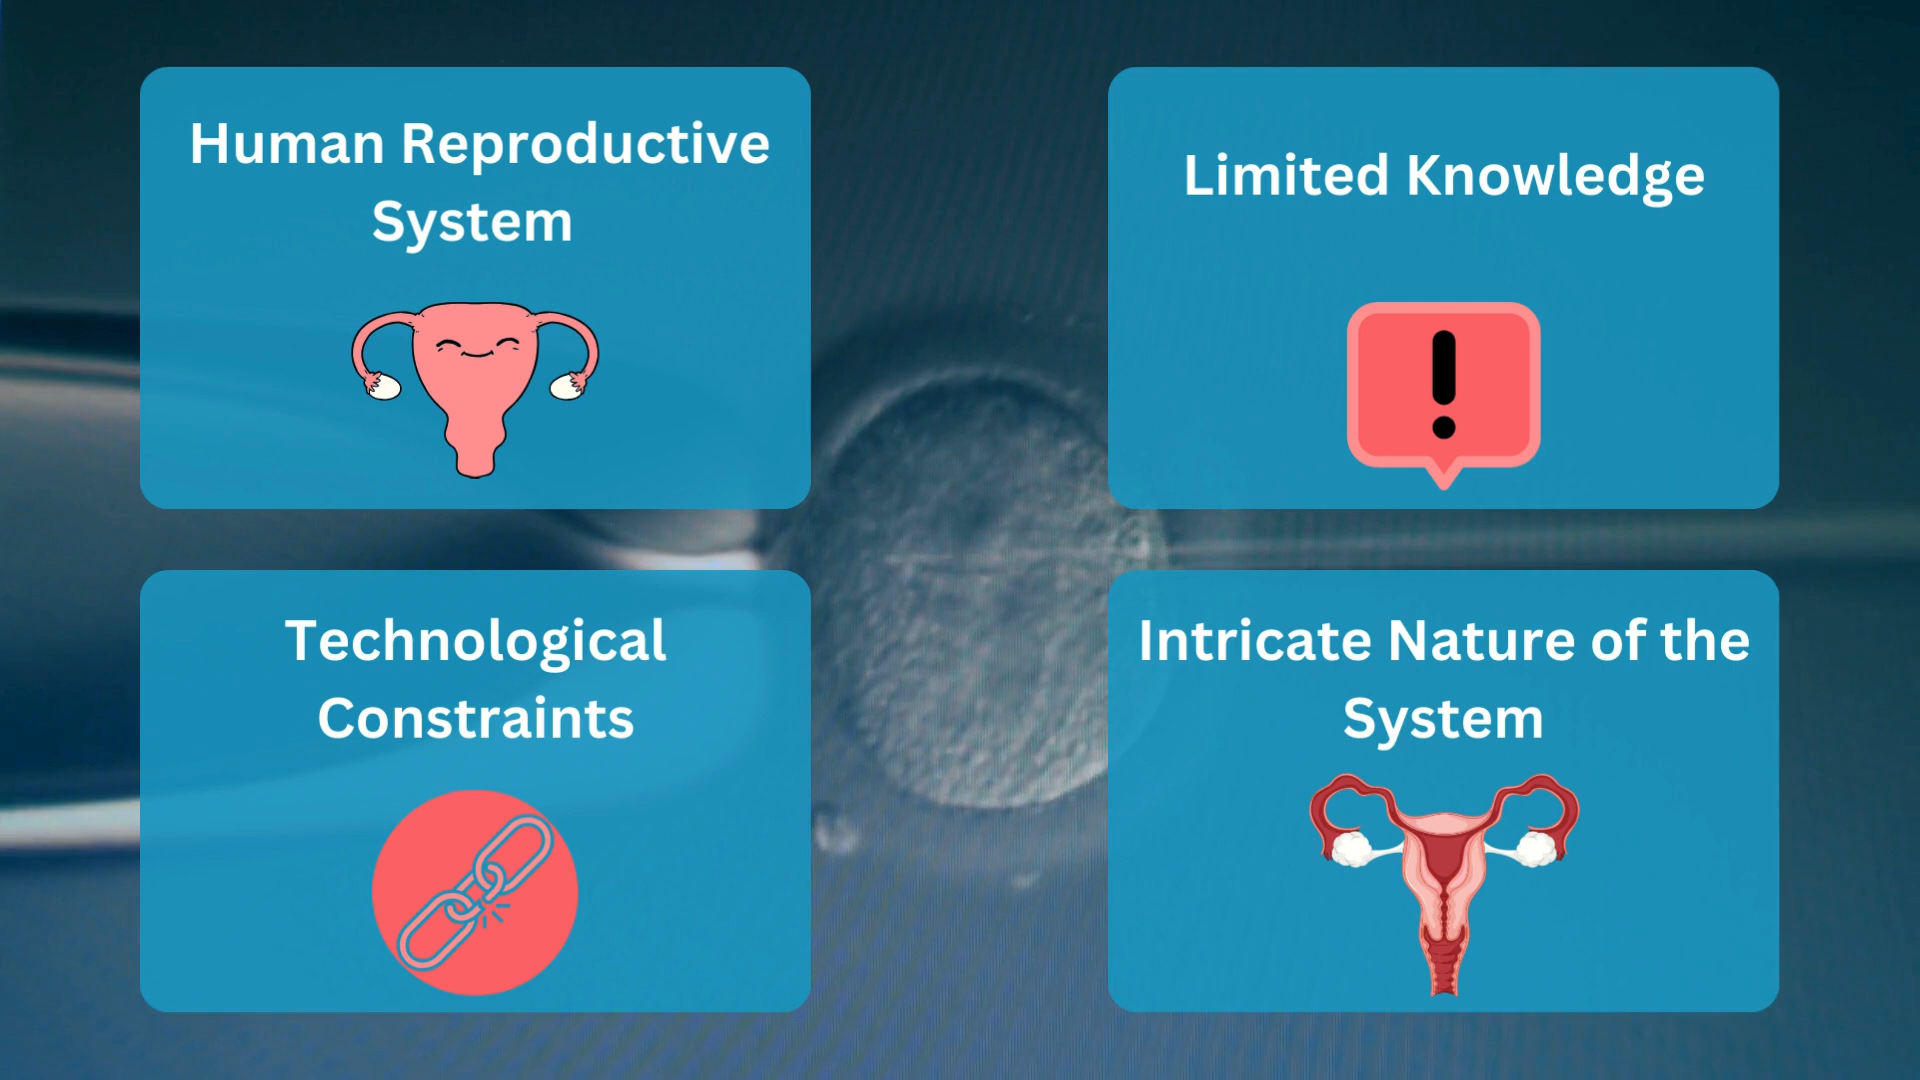 Human Reproductive
System
Limited Knowledge
Technological
Constraints
Intricate Nature of the
System